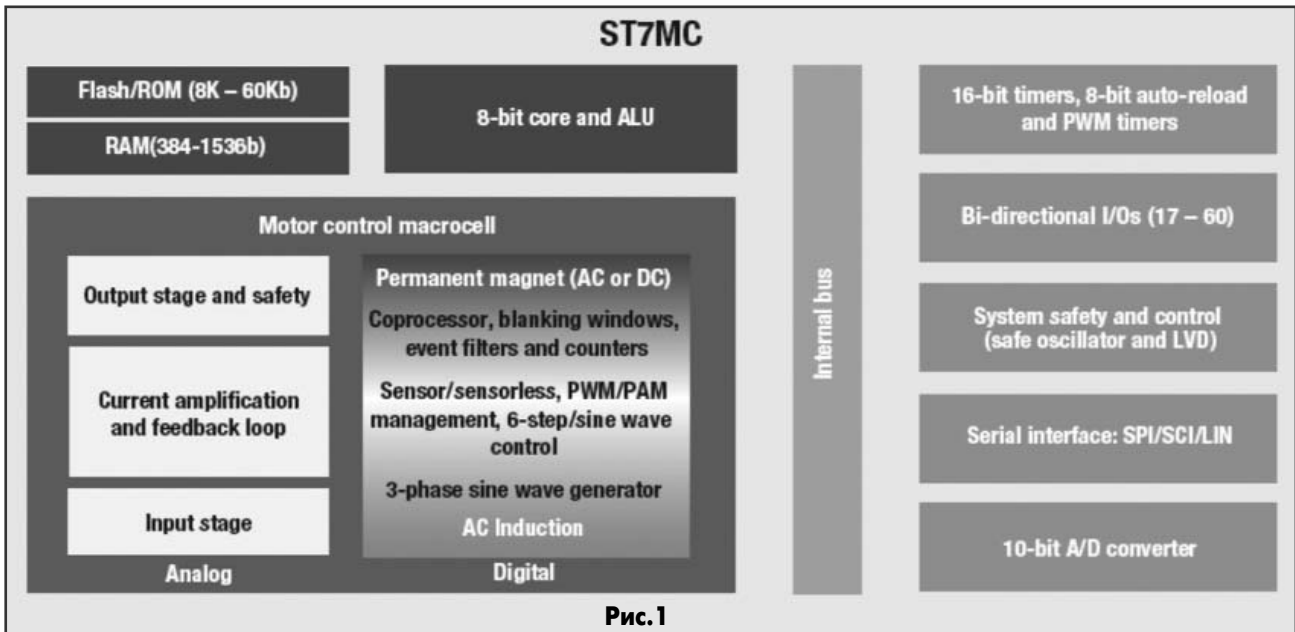 ST7MC
Flash/ROM (8K – 60Kb)
RAM(384-1536b)
8-bit core and ALU
Motor control macrocell
Output stage and safety
Current amplification
and feedback loop
Input stage
Analog
Permanent magnet (AC or DC)
Coprocessor, blanking windows,
event filters and counters
Sensor/sensorless, PWM/PAM
management, 6-step/sine wave
control
3-phase sine wave generator
AC Induction
Digital
Internal bus
16-bit timers, 8-bit auto-reload
and PWM timers
Bi-directional I/Os (17 – 60)
System safety and control
(safe oscillator and LVD)
Serial interface: SPI/SCI/LIN
10-bit A/D converter
Рис.1